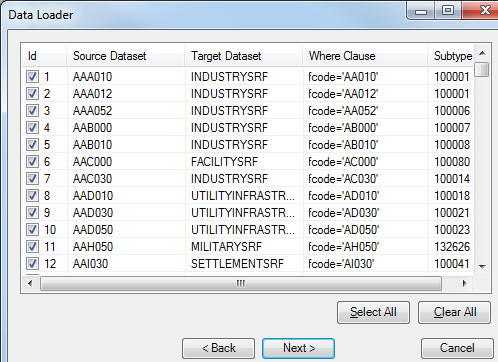 Data Loader
Id Source Dataset Target Dataset Where Clause Subtype
1 AAA010 INDUSTRYSRF fcode='AA010' 100001
2 AAA012 INDUSTRYSRF fcode='AA012' 100001
3 AAA052 INDUSTRYSRF fcode='AA052' 100006
4 AAB000 INDUSTRYSRF fcode='AB000' 100007
5 AAB010 INDUSTRYSRF fcode='AB010' 100008
6 AAC000 FACILITYSRF fcode='AC000' 100080
7 AAC030 INDUSTRYSRF fcode='AC030' 100014
8 AAD010 UTILITYINFRASTR... fcode='AD010' 100018
9 AAD030 UTILITYINFRASTR... fcode='AD030' 100021
10 AAD050 UTILITYINFRASTR... fcode='AD050' 100023
11 AAH050 MILITARYSRF fcode='AH050' 132626
12 AAI030 SETTLEMENTSRF fcode='AI030' 100041
Select All Clear All
< Back Next > Cancel